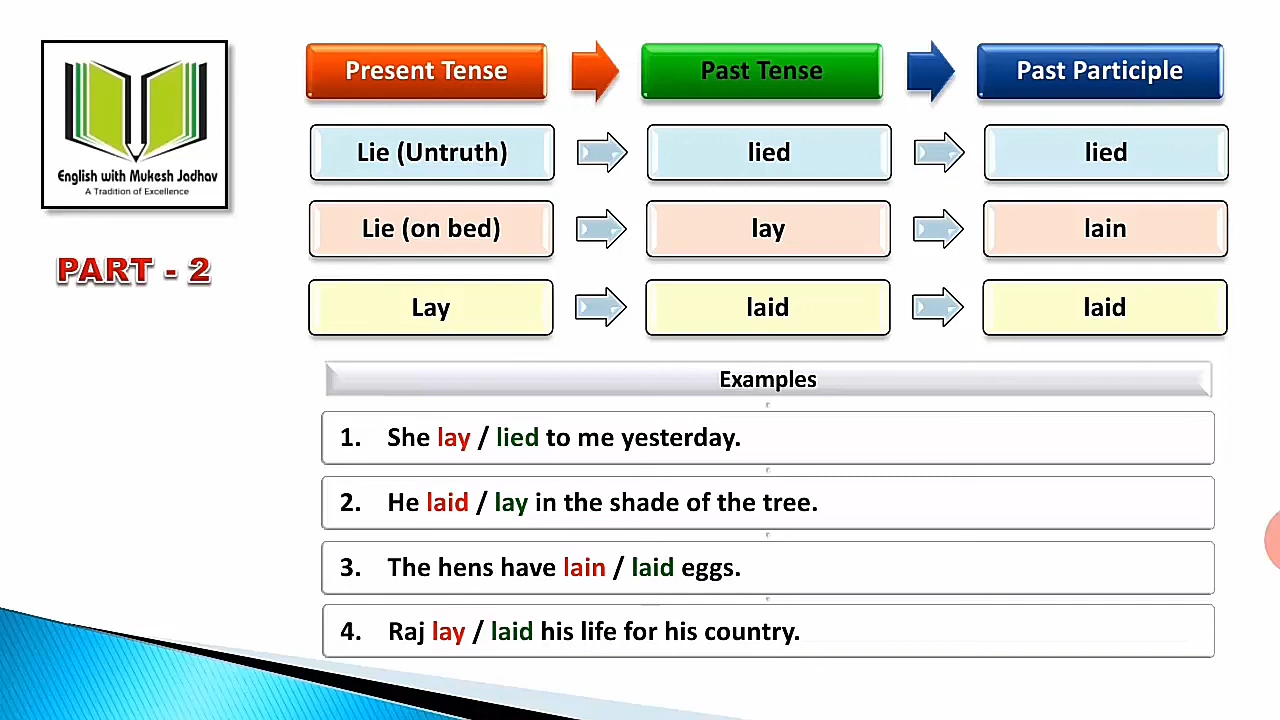 English with Mukesh Jadhav
A Tradition of Excellence
PART - 2
Present Tense Past Tense Past Participle
Lie (Untruth) lied lied
Lie (on bed) lay lain
Lay laid laid
Examples
1. She lay / lied to me yesterday.
2. He laid / lay in the shade of the tree.
3. The hens have lain / laid eggs.
4. Raj lay / laid his life for his country.